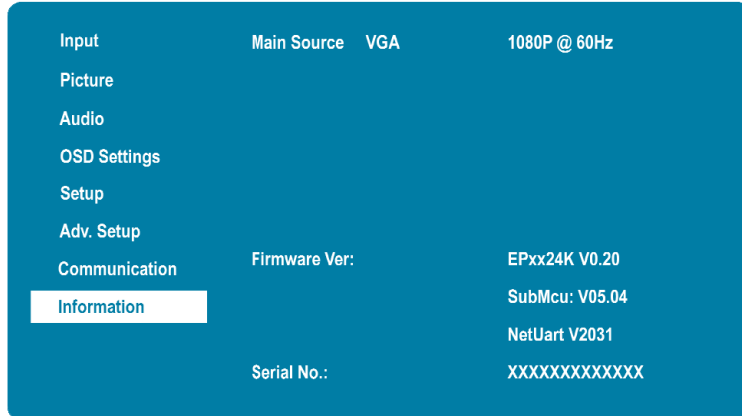 Input
Main Source VGA 1080P @ 60Hz
Picture
Audio
OSD Settings
Setup
Adv. Setup
Communication
Information
Firmware Ver: EPxx24K V0.20
SubMcu: V05.04
NetUart V2031
Serial No.: XXXXXXXXXXXXX